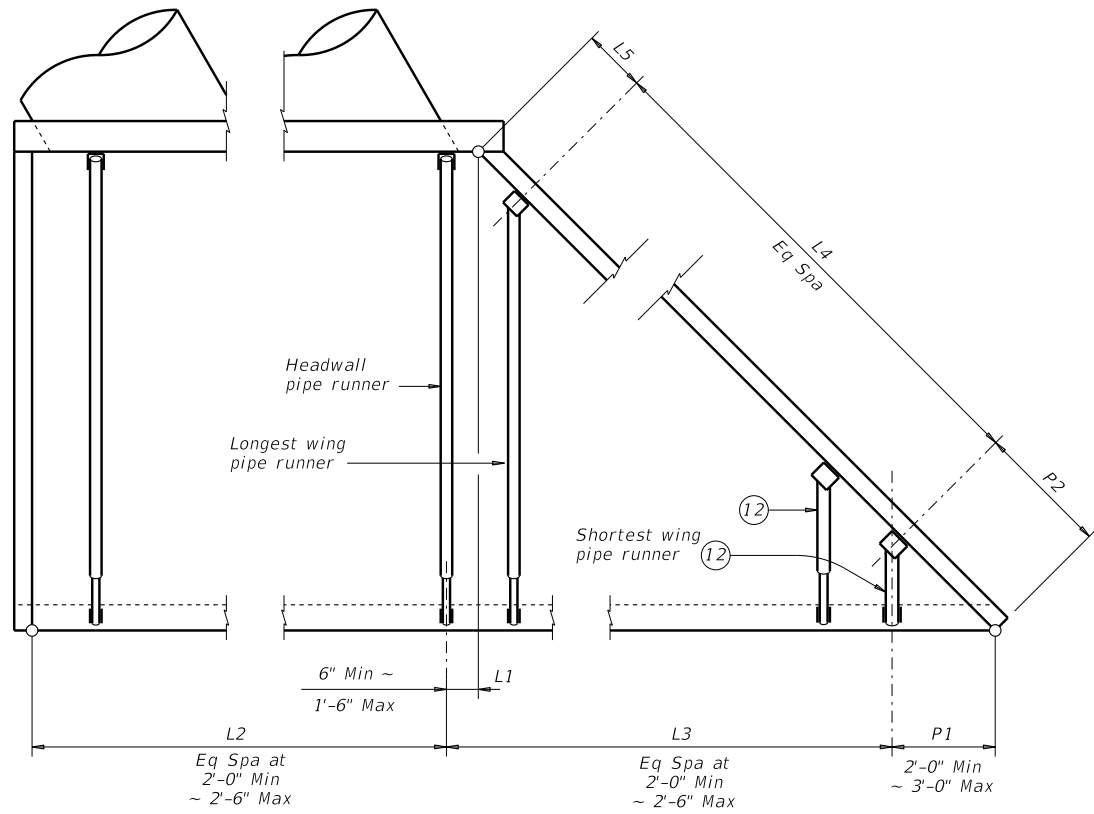 L5
L4
Eq Spa
Headwall
pipe runner
Longest wing
pipe runner
P2
12
Shortest wing
pipe runner
12
6" Min ~
1'-6" Max
L1
L2
Eq Spa at
2'-0" Min
~ 2'-6" Max
L3
Eq Spa at
2'-0" Min
~ 2'-6" Max
P1
2'-0" Min
~ 3'-0" Max